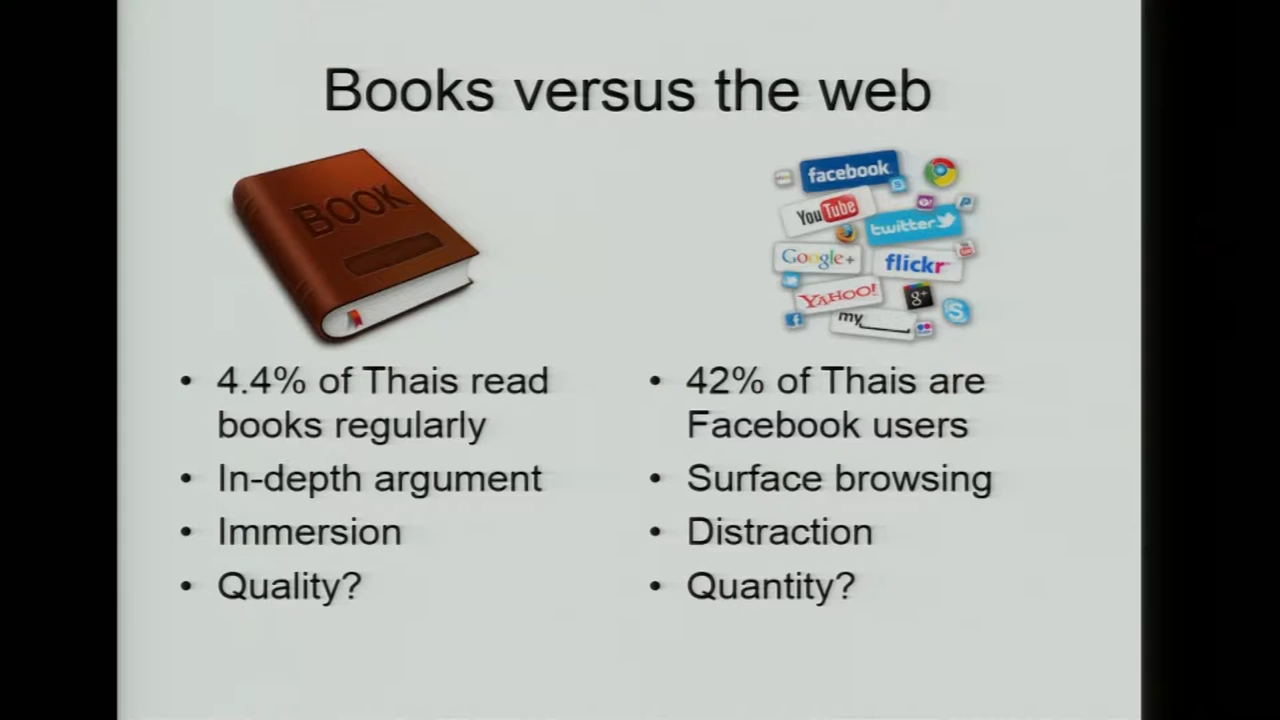 Books versus the web
BOOK
facebook
YouTube
twitter
Google+
flickr
YAHOO!
g+
my
• 4.4% of Thais read
books regularly
• In-depth argument
• Immersion
• Quality?
• 42% of Thais are
Facebook users
• Surface browsing
• Distraction
• Quantity?